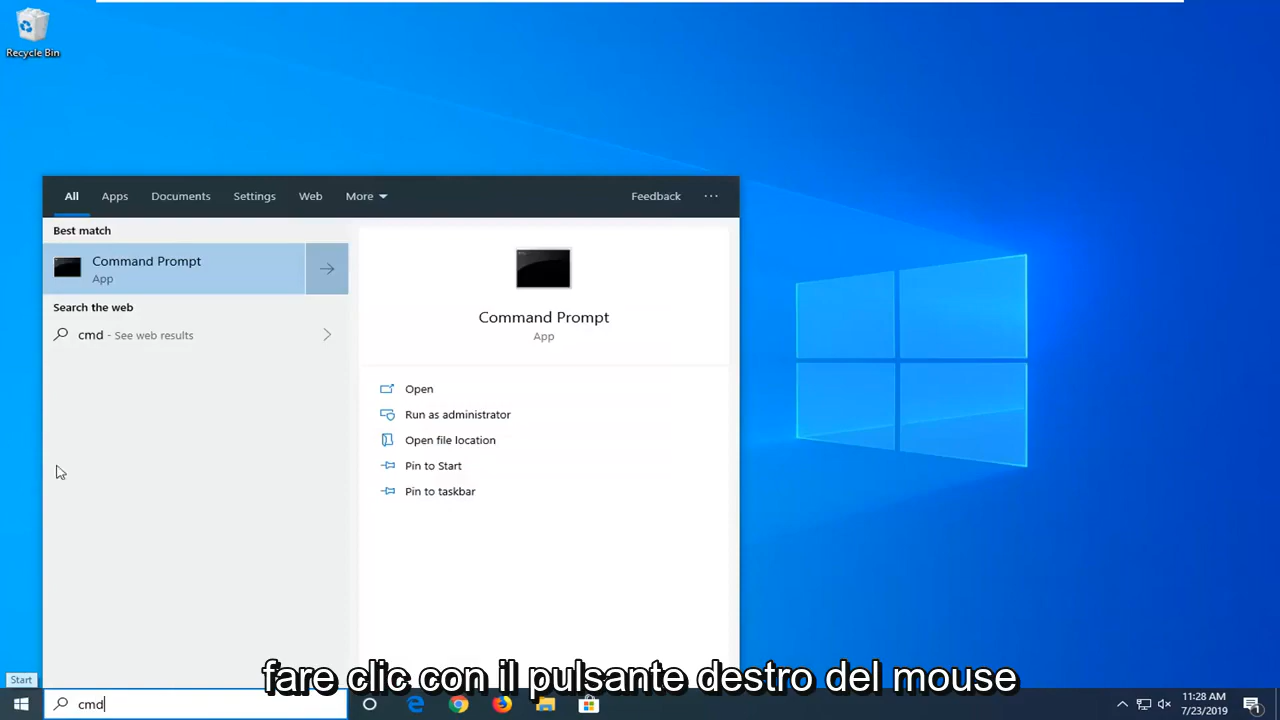 Recycle Bin
All Apps Documents Settings Web More Feedback ...
Best match
Command Prompt
App
Search the web
cmd - See web results
Command Prompt
App
Open
Run as administrator
Open file location
Pin to Start
Pin to taskbar
fare clic con il pulsante destro del mouse
Start
cmd
11:28 AM
7/23/2019
1